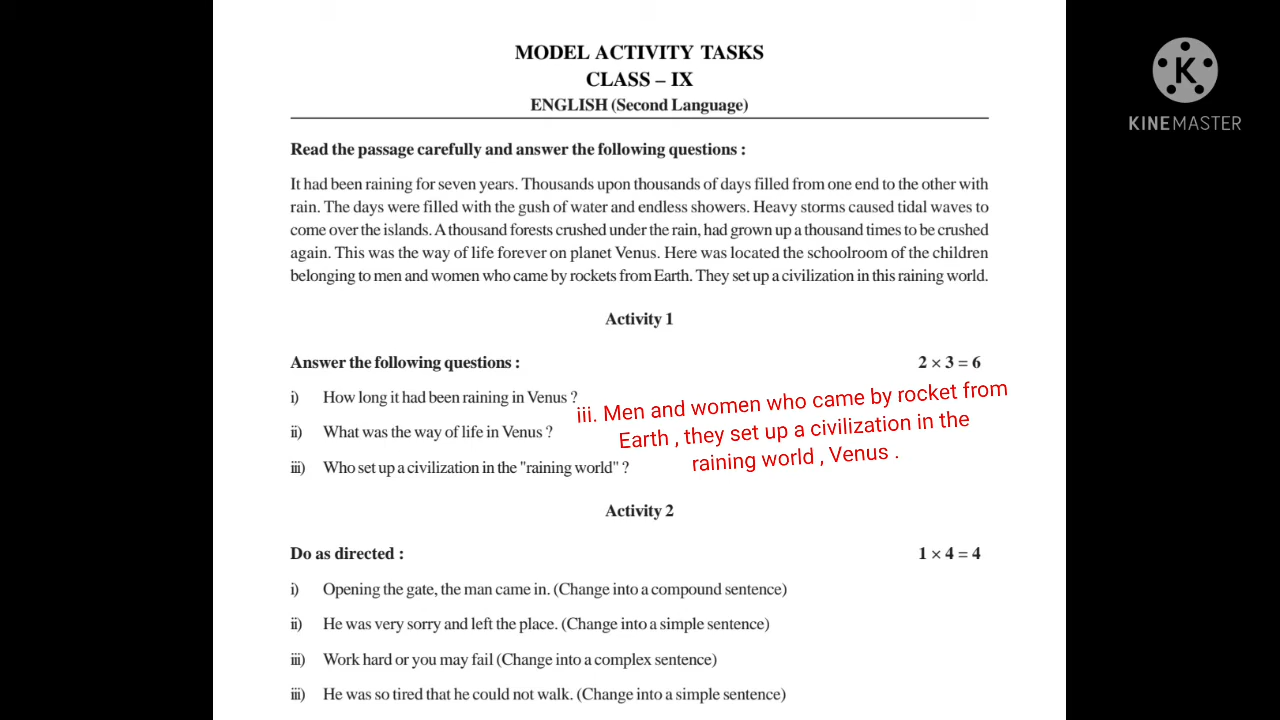 MODEL ACTIVITY TASKS
CLASS – IX
ENGLISH (Second Language)
KINEMASTER
Read the passage carefully and answer the following questions :
It had been raining for seven years. Thousands upon thousands of days filled from one end to the other with
rain. The days were filled with the gush of water and endless showers. Heavy storms caused tidal waves to
come over the islands. A thousand forests crushed under the rain, had grown up a thousand times to be crushed
again. This was the way of life forever on planet Venus. Here was located the schoolroom of the children
belonging to men and women who came by rockets from Earth. They set up a civilization in this raining world.
Activity 1
Answer the following questions : 2 × 3 = 6
i) How long it had been raining in Venus ?
ii) What was the way of life in Venus ?
iii) Who set up a civilization in the "raining world" ?
iii. Men and women who came by rocket from
Earth , they set up a civilization in the
raining world , Venus .
Activity 2
Do as directed : 1 × 4 = 4
i) Opening the gate, the man came in. (Change into a compound sentence)
ii) He was very sorry and left the place. (Change into a simple sentence)
iii) Work hard or you may fail (Change into a complex sentence)
iii) He was so tired that he could not walk. (Change into a simple sentence)